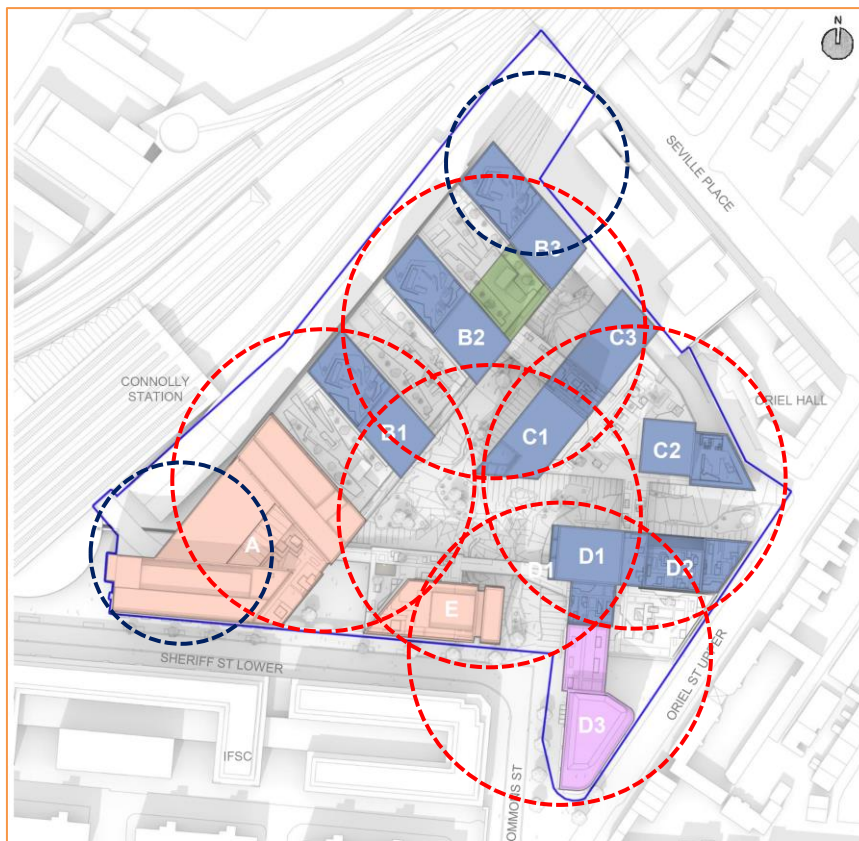 N
SEVILLE PLACE
B3
B2
C3
CONNOLLY
STATION
ORIEL HALL
B1
C1
C2
A
D1
D1
D2
E
SHERIFF ST LOWER
ORIEL ST UPPER
D3
IFSC
OMMONS ST